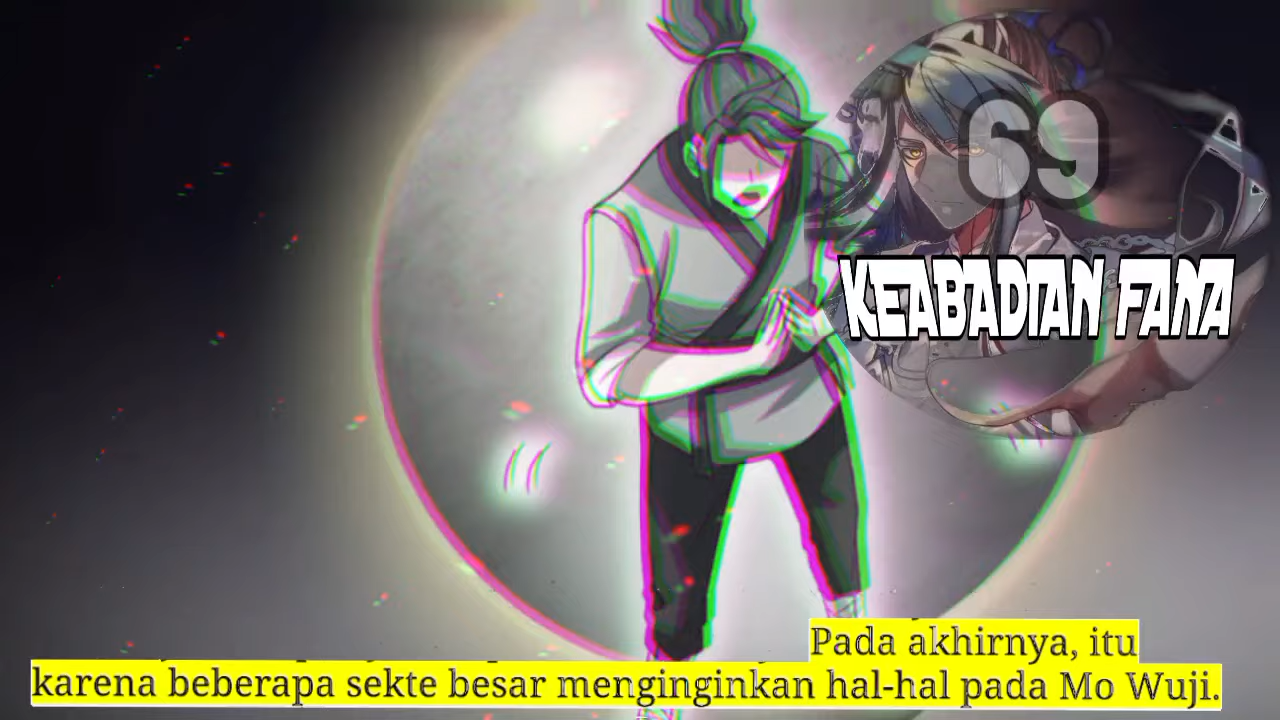 69
KEABADIAN FANA
Pada akhirnya, itu
karena beberapa sekte besar menginginkan hal-hal pada Mo Wuji.